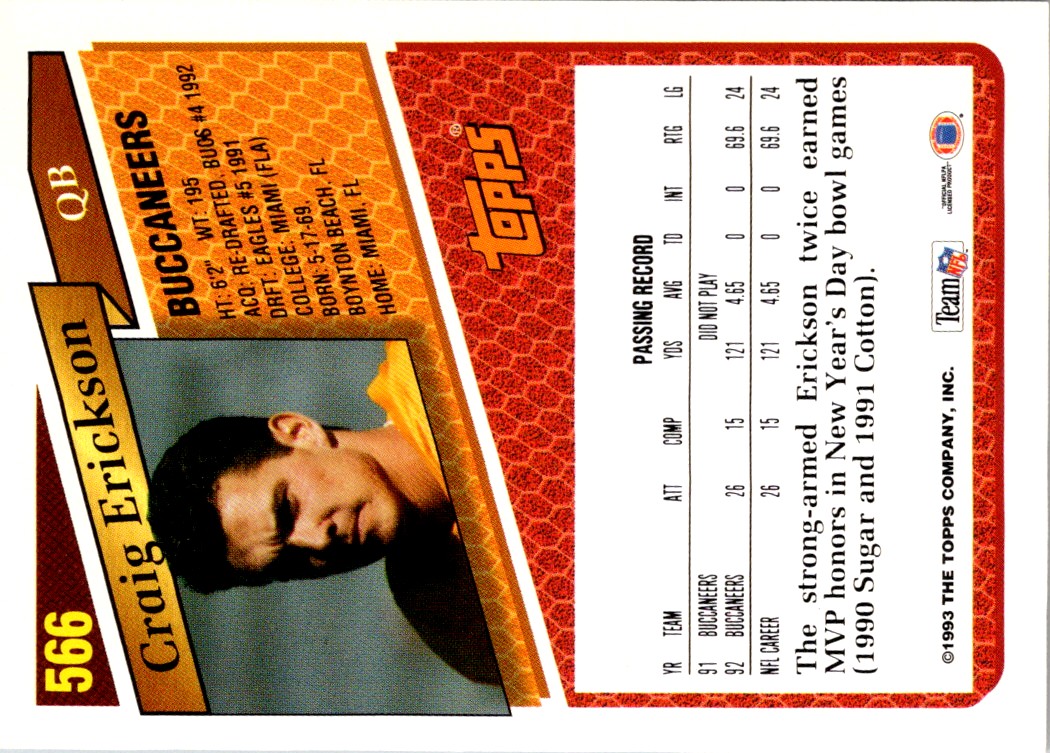 566
Craig Erickson
QB
BUCCANEERS
HT: 6'2" WT: 195
ACQ: RE-DRAFTED, BUCS #4 1992
DRFT: EAGLES #5 1991
COLLEGE: MIAMI (FLA)
BORN: 5-17-69,
BOYNTON BEACH, FL
HOME: MIAMI, FL
TOPPS®
PASSING RECORD
YR TEAM ATT COMP YDS AVG TD INT RTG LG
91 BUCCANEERS DID NOT PLAY
92 BUCCANEERS 26 15 121 4.65 0 0 69.6 24
NFL CAREER 26 15 121 4.65 0 0 69.6 24
The strong-armed Erickson twice earned
MVP honors in New Year's Day bowl games
(1990 Sugar and 1991 Cotton).
©1993 THE TOPPS COMPANY, INC.
Team NFL
"OFFICIAL NFLPA
LICENSED PRODUCT"